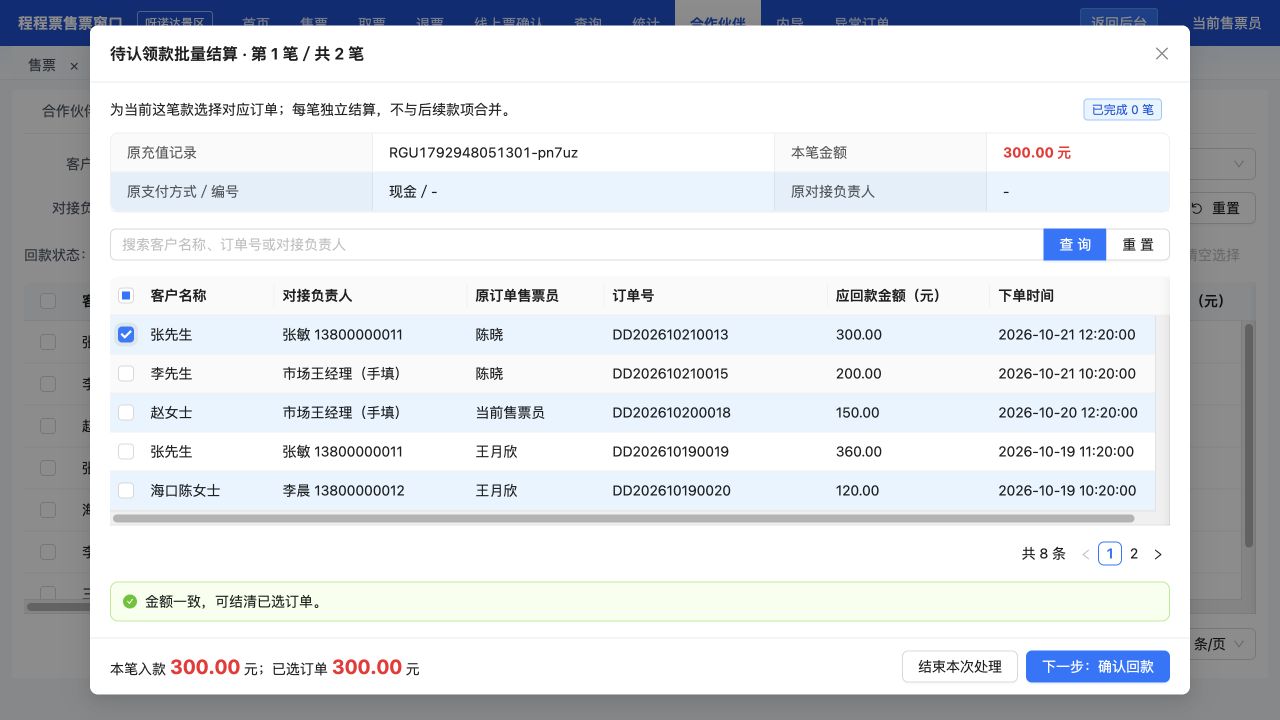 程程票售票窗口 呀诺达景区 首页 售票 取票 退票 线上票确认 查询 统计 合作伙伴 内导 异常订单 返回后台 当前售票员
售票 ×
合作伙伴
客户
对接负
重置
回款状态：
清空选择
（元）
条/页
待认领款批量结算 · 第 1 笔 / 共 2 笔
为当前这笔款选择对应订单；每笔独立结算，不与后续款项合并。 已完成 0 笔
原充值记录 RGU1792948051301-pn7uz 本笔金额 300.00 元
原支付方式 / 编号 现金 / - 原对接负责人 -
搜索客户名称、订单号或对接负责人 查 询 重 置
客户名称 对接负责人 原订单售票员 订单号 应回款金额（元） 下单时间
张先生 张敏 13800000011 陈晓 DD202610210013 300.00 2026-10-21 12:20:00
李先生 市场王经理（手填） 陈晓 DD202610210015 200.00 2026-10-21 10:20:00
赵女士 市场王经理（手填） 当前售票员 DD202610200018 150.00 2026-10-20 12:20:00
张先生 张敏 13800000011 王月欣 DD202610190019 360.00 2026-10-19 11:20:00
海口陈女士 李晨 13800000012 王月欣 DD202610190020 120.00 2026-10-19 10:20:00
共 8 条 < 1 2 >
金额一致，可结清已选订单。
本笔入款 300.00 元；已选订单 300.00 元 结束本次处理 下一步：确认回款